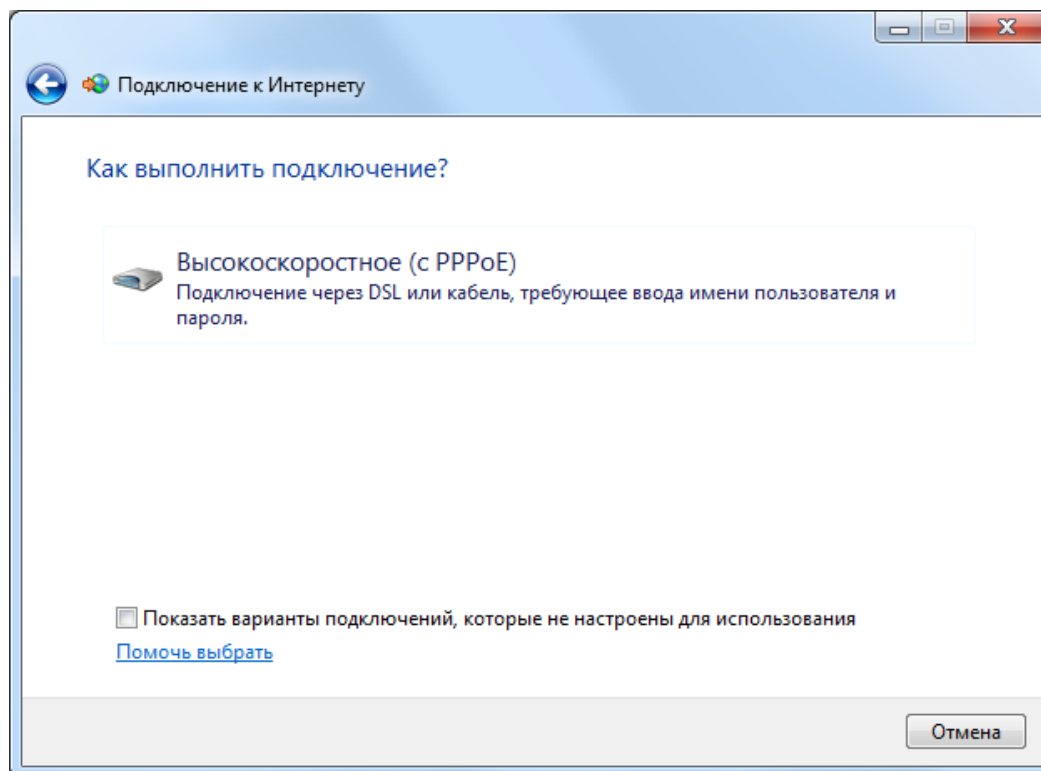 Подключение к Интернету
Как выполнить подключение?
Высокоскоростное (с PPPoE)
Подключение через DSL или кабель, требующее ввода имени пользователя и
пароля.
Показать варианты подключений, которые не настроены для использования
Помочь выбрать
Отмена